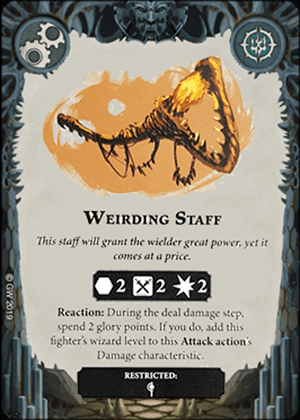 WEIRDING STAFF
This staff will grant the wielder great power, yet it
comes at a price.
2 2 2
Reaction: During the deal damage step,
spend 2 glory points. If you do, add this
fighter's wizard level to this Attack action's
Damage characteristic.
RESTRICTED:
© GW 2019